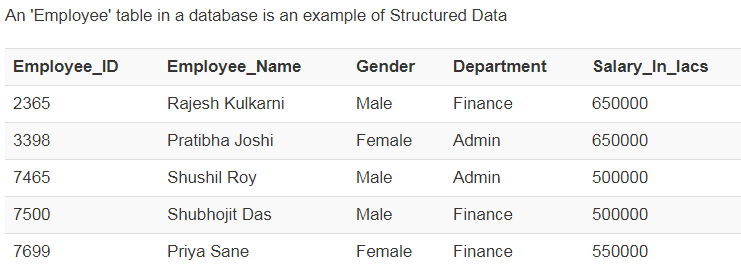 An 'Employee' table in a database is an example of Structured Data
Employee_ID Employee_Name Gender Department Salary_In_lacs
2365 Rajesh Kulkarni Male Finance 650000
3398 Pratibha Joshi Female Admin 650000
7465 Shushil Roy Male Admin 500000
7500 Shubhojit Das Male Finance 500000
7699 Priya Sane Female Finance 550000